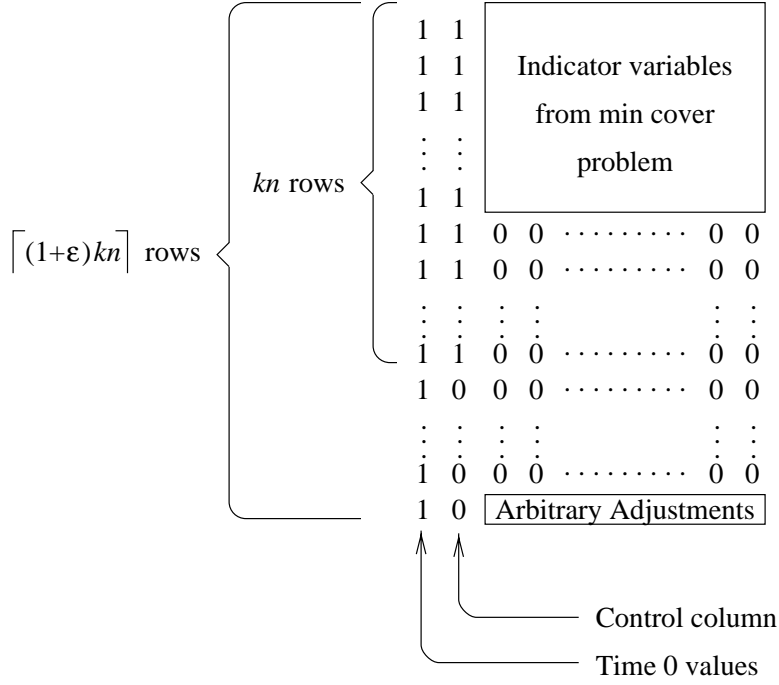 1 1
1 1 Indicator variables
1 1 from min cover
⋮ ⋮ problem
kn rows
1 1
⌈(1+ε)kn⌉ rows
1 1 0 0 ········· 0 0
1 1 0 0 ········· 0 0
⋮ ⋮ ⋮ ⋮ ⋮ ⋮
1 1 0 0 ········· 0 0
1 0 0 0 ········· 0 0
⋮ ⋮ ⋮ ⋮ ⋮ ⋮
1 0 0 0 ········· 0 0
1 0 Arbitrary Adjustments
Control column
Time 0 values